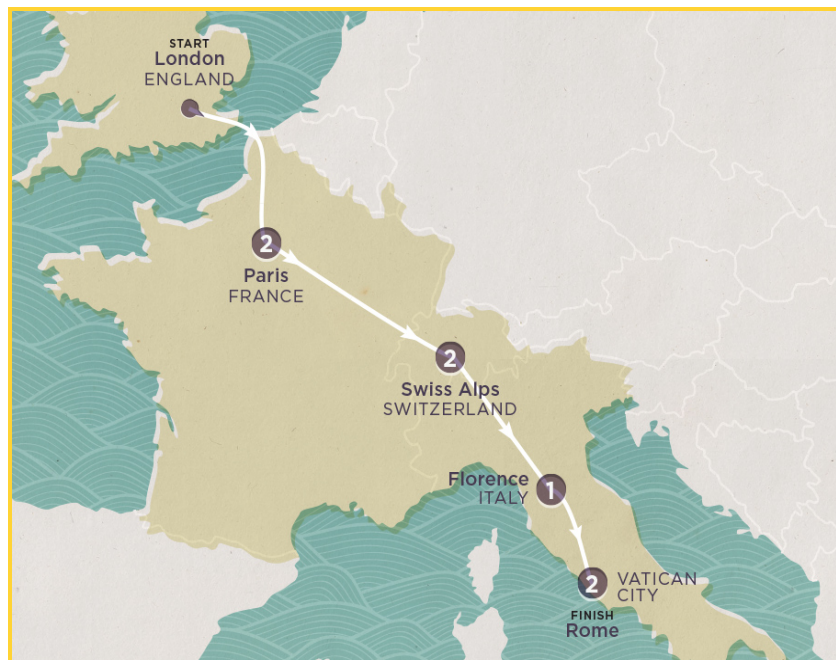 START
London
ENGLAND
2
Paris
FRANCE
2
Swiss Alps
SWITZERLAND
Florence
ITALY
1
2
VATICAN
CITY
FINISH
Rome